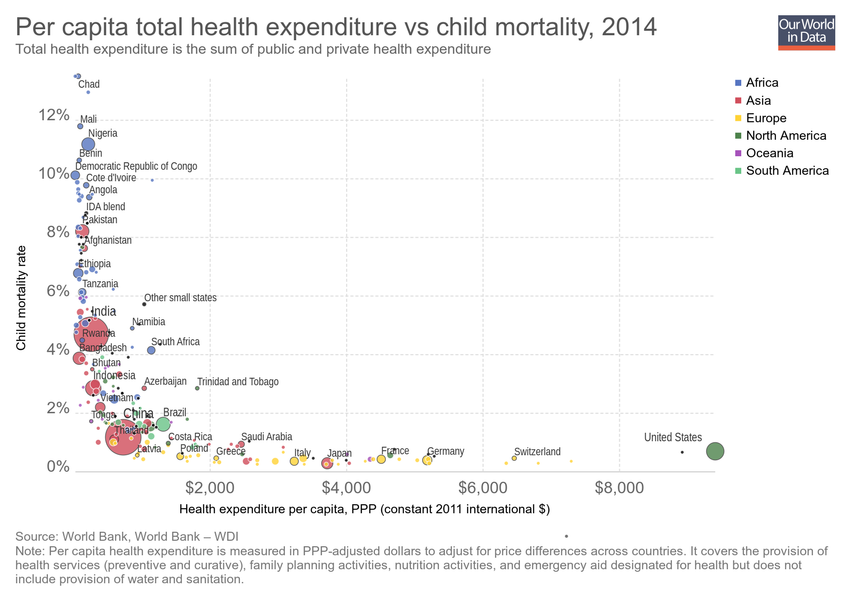 Per capita total health expenditure vs child mortality, 2014
Total health expenditure is the sum of public and private health expenditure
Our World
in Data
Africa
Asia
Europe
North America
Oceania
South America
Chad
12%
Mali
Nigeria
Benin
Democratic Republic of Congo
10%
Cote d'Ivoire
Angola
IDA blend
Pakistan
8%
Afghanistan
Ethiopia
Tanzania
6%
Other small states
India
Namibia
Rwanda
South Africa
Bangladesh
4%
Bhutan
Indonesia
Azerbaijan
Trinidad and Tobago
Vietnam
2%
Tonga
China
Brazil
Thailand
Costa Rica
Saudi Arabia
United States
Latvia
Poland
Greece
Italy
Japan
France
Germany
Switzerland
0%
Child mortality rate
$2,000
$4,000
$6,000
$8,000
Health expenditure per capita, PPP (constant 2011 international $)
Source: World Bank, World Bank – WDI
Note: Per capita health expenditure is measured in PPP-adjusted dollars to adjust for price differences across countries. It covers the provision of
health services (preventive and curative), family planning activities, nutrition activities, and emergency aid designated for health but does not
include provision of water and sanitation.